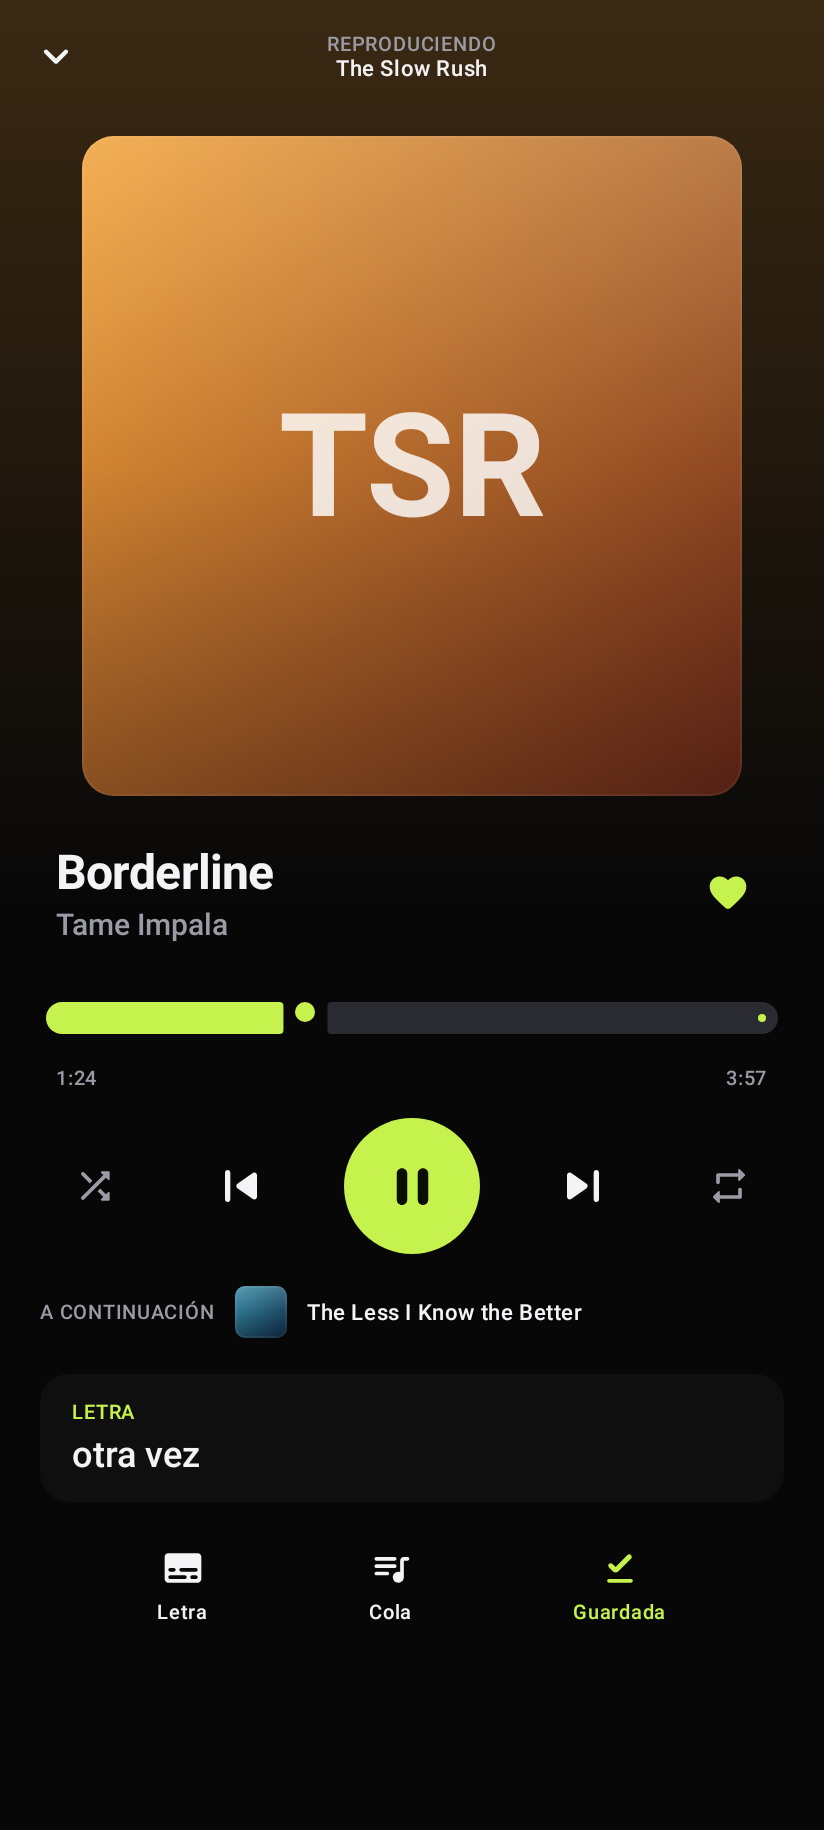 REPRODUCIENDO
The Slow Rush
TSR
Borderline
Tame Impala
1:24
3:57
A CONTINUACIÓN
The Less I Know the Better
LETRA
otra vez
Letra
Cola
Guardada